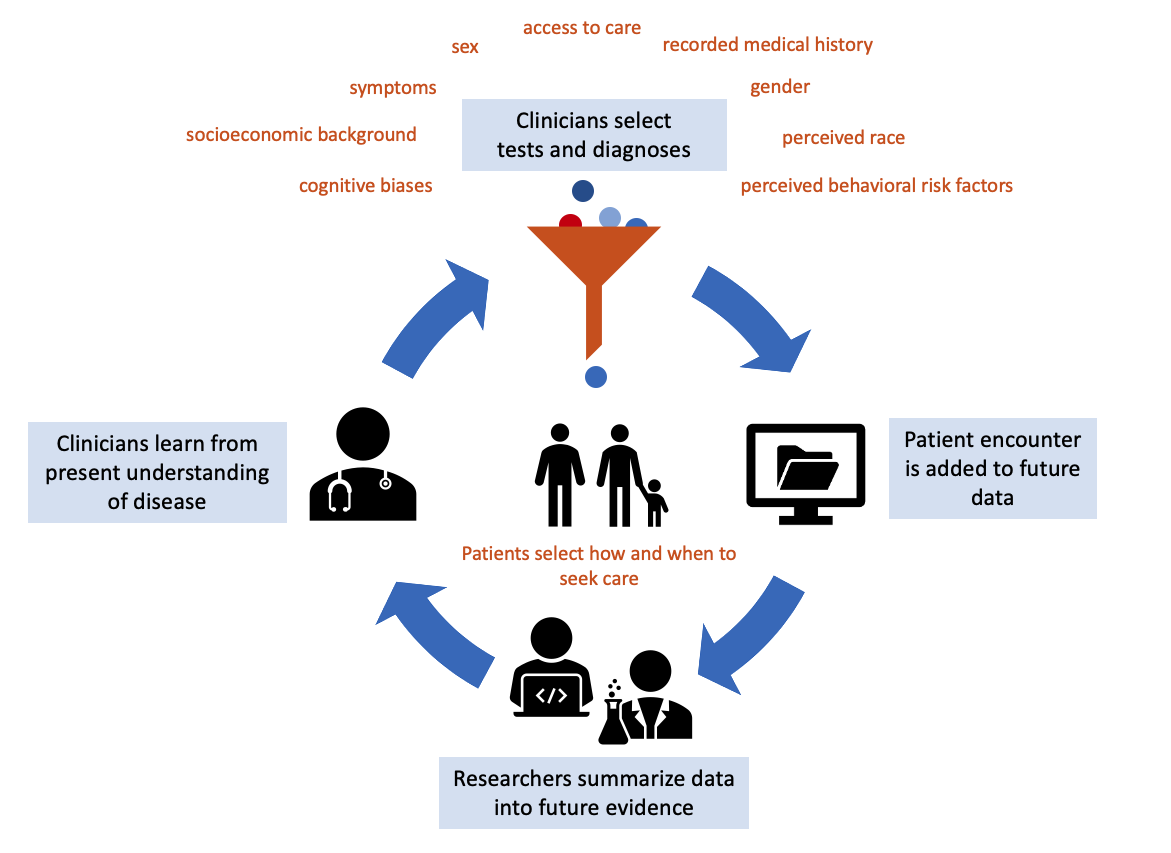 access to care
sex
recorded medical history
symptoms
gender
Clinicians select
tests and diagnoses
socioeconomic background
perceived race
cognitive biases
perceived behavioral risk factors
Clinicians learn from
present understanding
of disease
Patient encounter
is added to future
data
Patients select how and when to
seek care
</>
Researchers summarize data
into future evidence